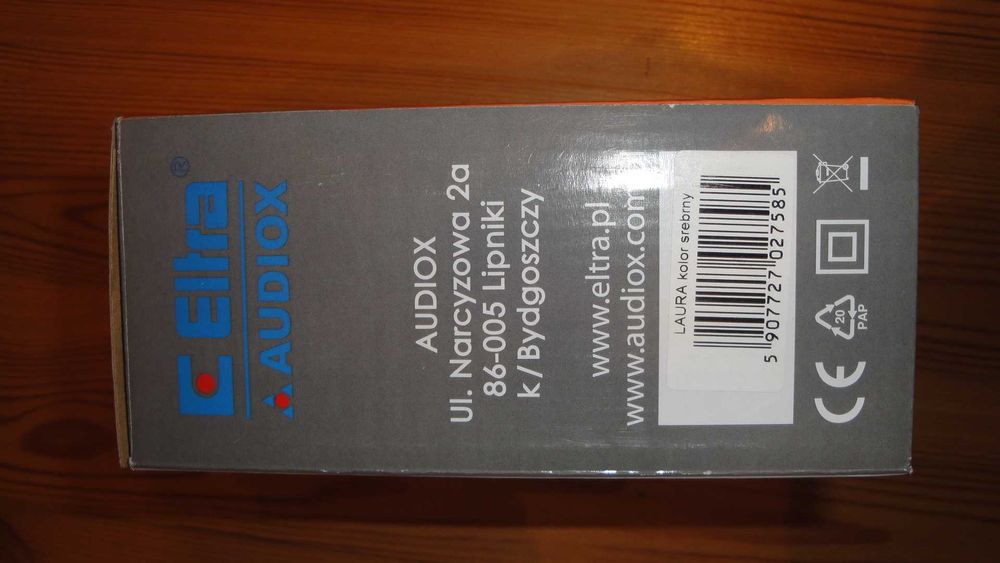 Eltra®
AUDIOX
AUDIOX
Ul. Narcyzowa 2a
86-005 Lipniki
k/Bydgoszczy
www.eltra.pl
www.audiox.com
LAURA kolor srebrny
5 907727 027585
CE
20
PAP